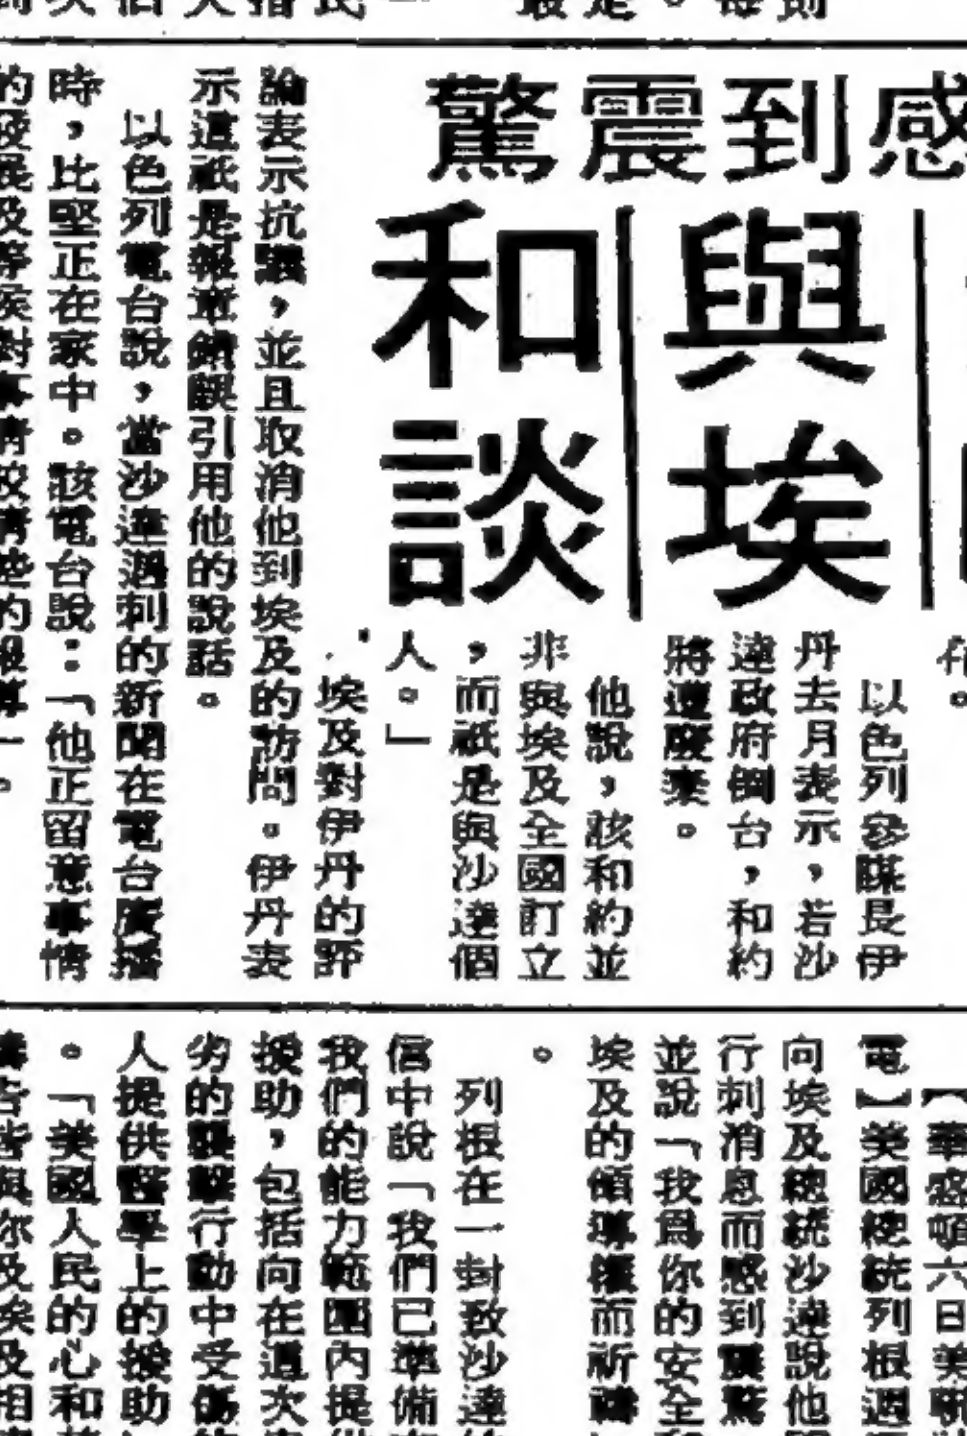 感到震驚
與埃
和談
以色列參謀長伊
丹去月表示，若沙
達政府倒台，和約
將遭廢棄。
他說，該和約並
非與埃及全國訂立
，而祇是與沙達個
人。」
埃及對伊丹的評
論表示抗議，並且取消他到埃及的訪問。伊丹表
示這祇是報章錯誤引用他的說話。
以色列電台說，當沙達遇刺的新聞在電台廣播
時，比堅正在家中。該電台說：「他正留意事情
的發展及等候對事情較詳盡的報導」。
【華盛頓六日美聯
電】美國總統列根週
向埃及總統沙達說他
行刺消息而感到震驚
並說「我爲你的安全
埃及的領導權而祈禱
。
列根在一封致沙達
信中說「我們已準備
我們的能力範圍內提
援助，包括向在這次
劣的襲擊行動中受傷
人提供醫學上的援助
。「美國人民的心和